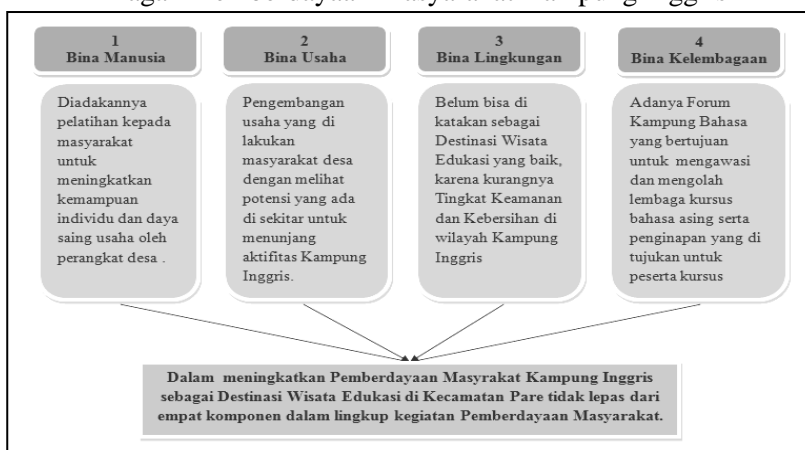 Pemberdayaan Masyarakat Kampung Inggris
1
Bina Manusia
Diadakannya
pelatihan kepada
masyarakat
untuk
meningkatkan
kemampuan
individu dan daya
saing usaha oleh
perangkat desa .
2
Bina Usaha
Pengembangan
usaha yang di
lakukan
masyarakat desa
dengan melihat
potensi yang ada
di sekitar untuk
menunjang
aktifitas Kampung
Inggris.
3
Bina Lingkungan
Belum bisa di
katakan sebagai
Destinasi Wisata
Edukasi yang baik,
karena kurangnya
Tingkat Keamanan
dan Kebersihan di
wilayah Kampung
Inggris
4
Bina Kelembagaan
Adanya Forum
Kampung Bahasa
yang bertujuan
untuk mengawasi
dan mengolah
lembaga kursus
bahasa asing serta
penginapan yang di
tujukan untuk
peserta kursus
Dalam meningkatkan Pemberdayaan Masyrakat Kampung Inggris
sebagai Destinasi Wisata Edukasi di Kecamatan Pare tidak lepas dari
empat komponen dalam lingkup kegiatan Pemberdayaan Masyarakat.